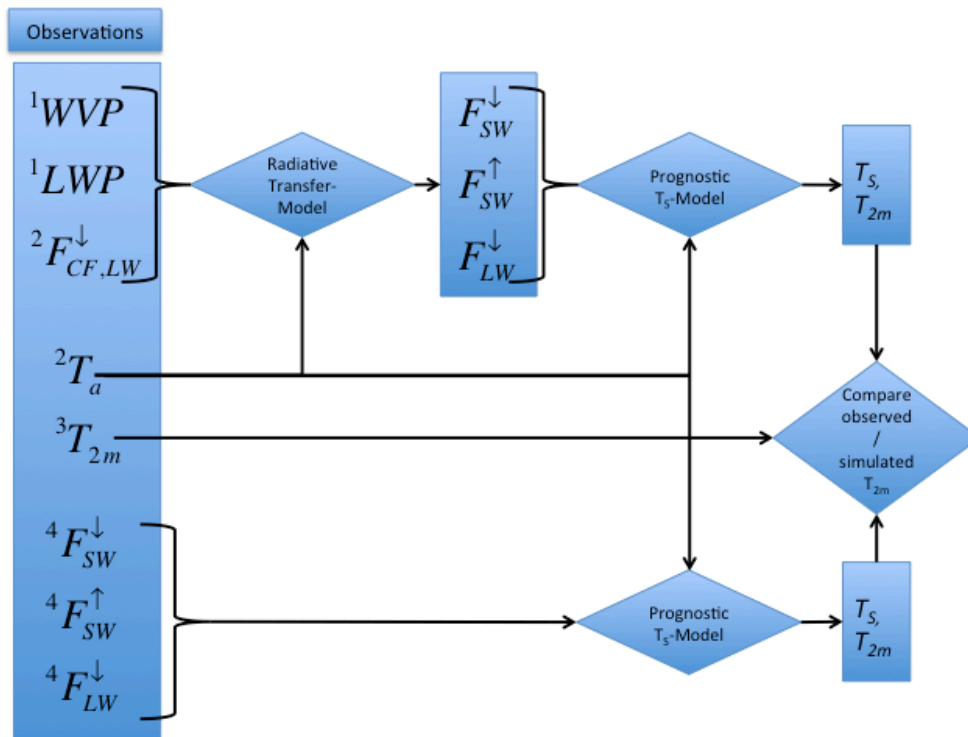 Observations
¹WVP
¹LWP
²F↓CF,LW
²Ta
³T2m
⁴F↓SW
⁴F↑SW
⁴F↓LW
Radiative
Transfer-
Model
F↓SW
F↑SW
F↓LW
Prognostic
TS-Model
TS,
T2m
Compare
observed
/
simulated
T2m
Prognostic
TS-Model
TS,
T2m